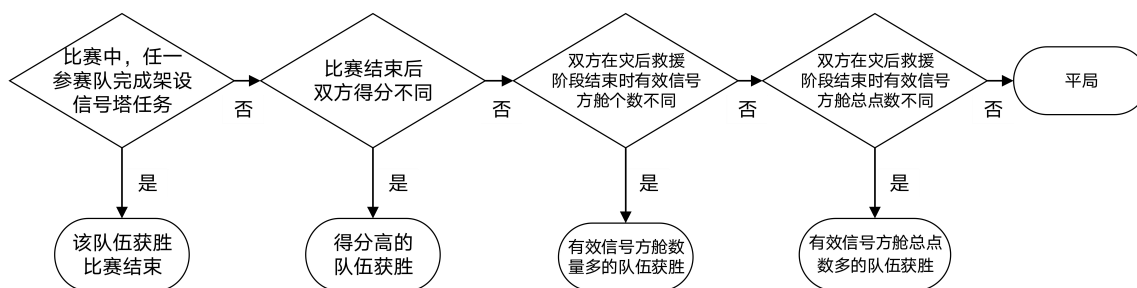 比赛中，任一
参赛队完成架设
信号塔任务
否
是
该队伍获胜
比赛结束
比赛结束后
双方得分不同
否
是
得分高的
队伍获胜
双方在灾后救援
阶段结束时有效信号
方舱个数不同
否
是
有效信号方舱数
量多的队伍获胜
双方在灾后救援
阶段结束时有效信号
方舱总点数不同
否
是
有效信号方舱总点
数多的队伍获胜
平局